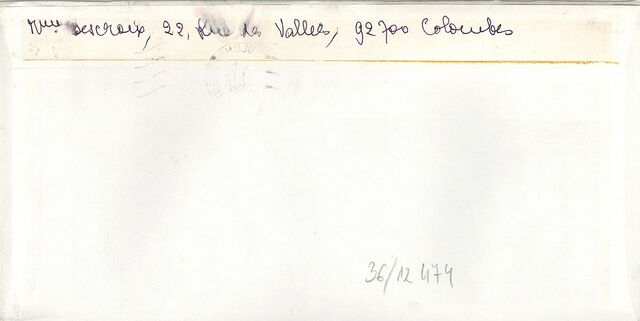 Mme Descroix, 22, Rue des Vallées, 92700 Colombes
36/12 474